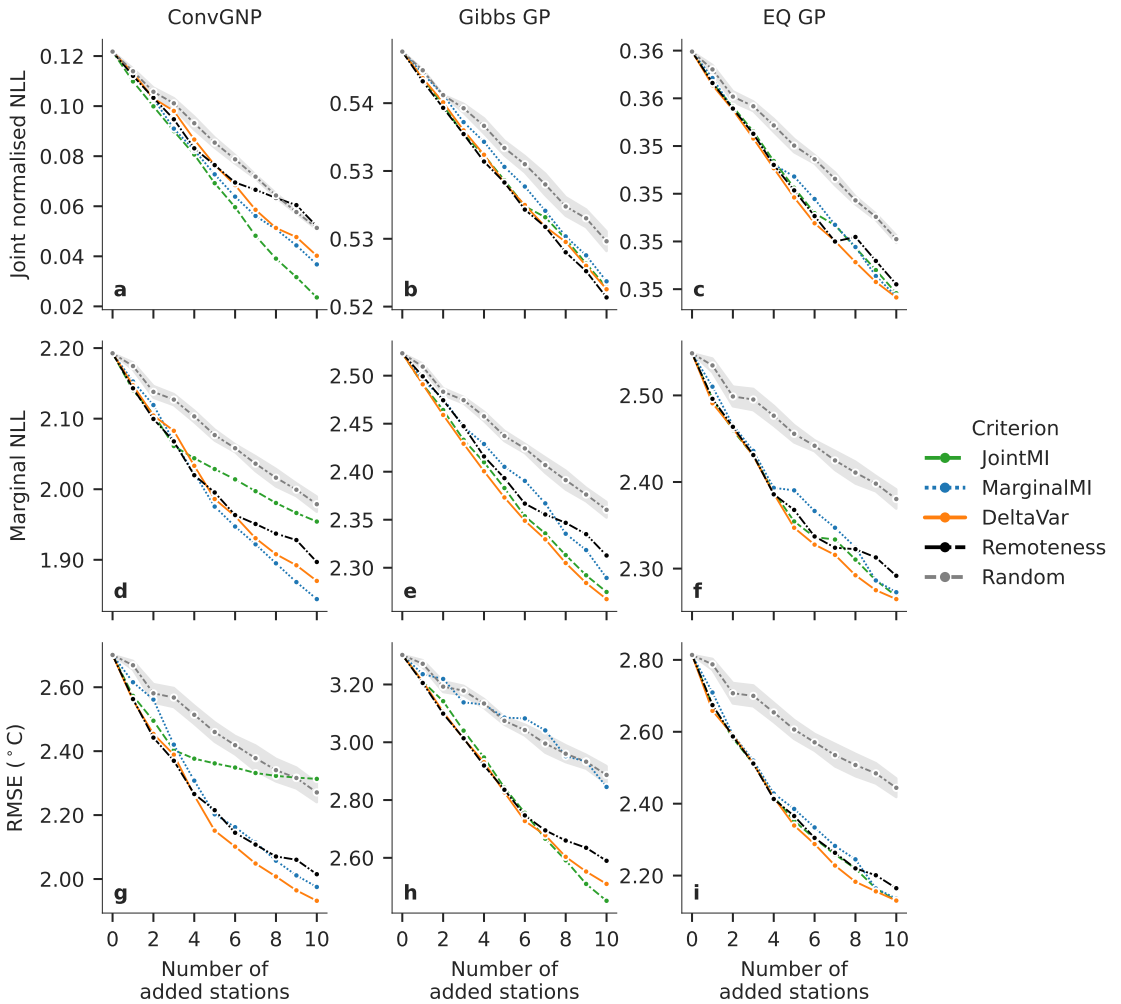 ConvGNP
Gibbs GP
EQ GP
Joint normalised NLL
0.12
0.10
0.08
0.06
0.04
0.02
a
0.54
0.53
0.53
0.52
b
0.36
0.36
0.35
0.35
0.35
0.35
c
Marginal NLL
2.20
2.10
2.00
1.90
d
2.50
2.45
2.40
2.35
2.30
e
2.50
2.40
2.30
f
Criterion
JointMI
MarginalMI
DeltaVar
Remoteness
Random
RMSE (°C)
2.60
2.40
2.20
2.00
g
3.20
3.00
2.80
2.60
h
2.80
2.60
2.40
2.20
i
0 2 4 6 8 10
0 2 4 6 8 10
0 2 4 6 8 10
Number of
added stations
Number of
added stations
Number of
added stations